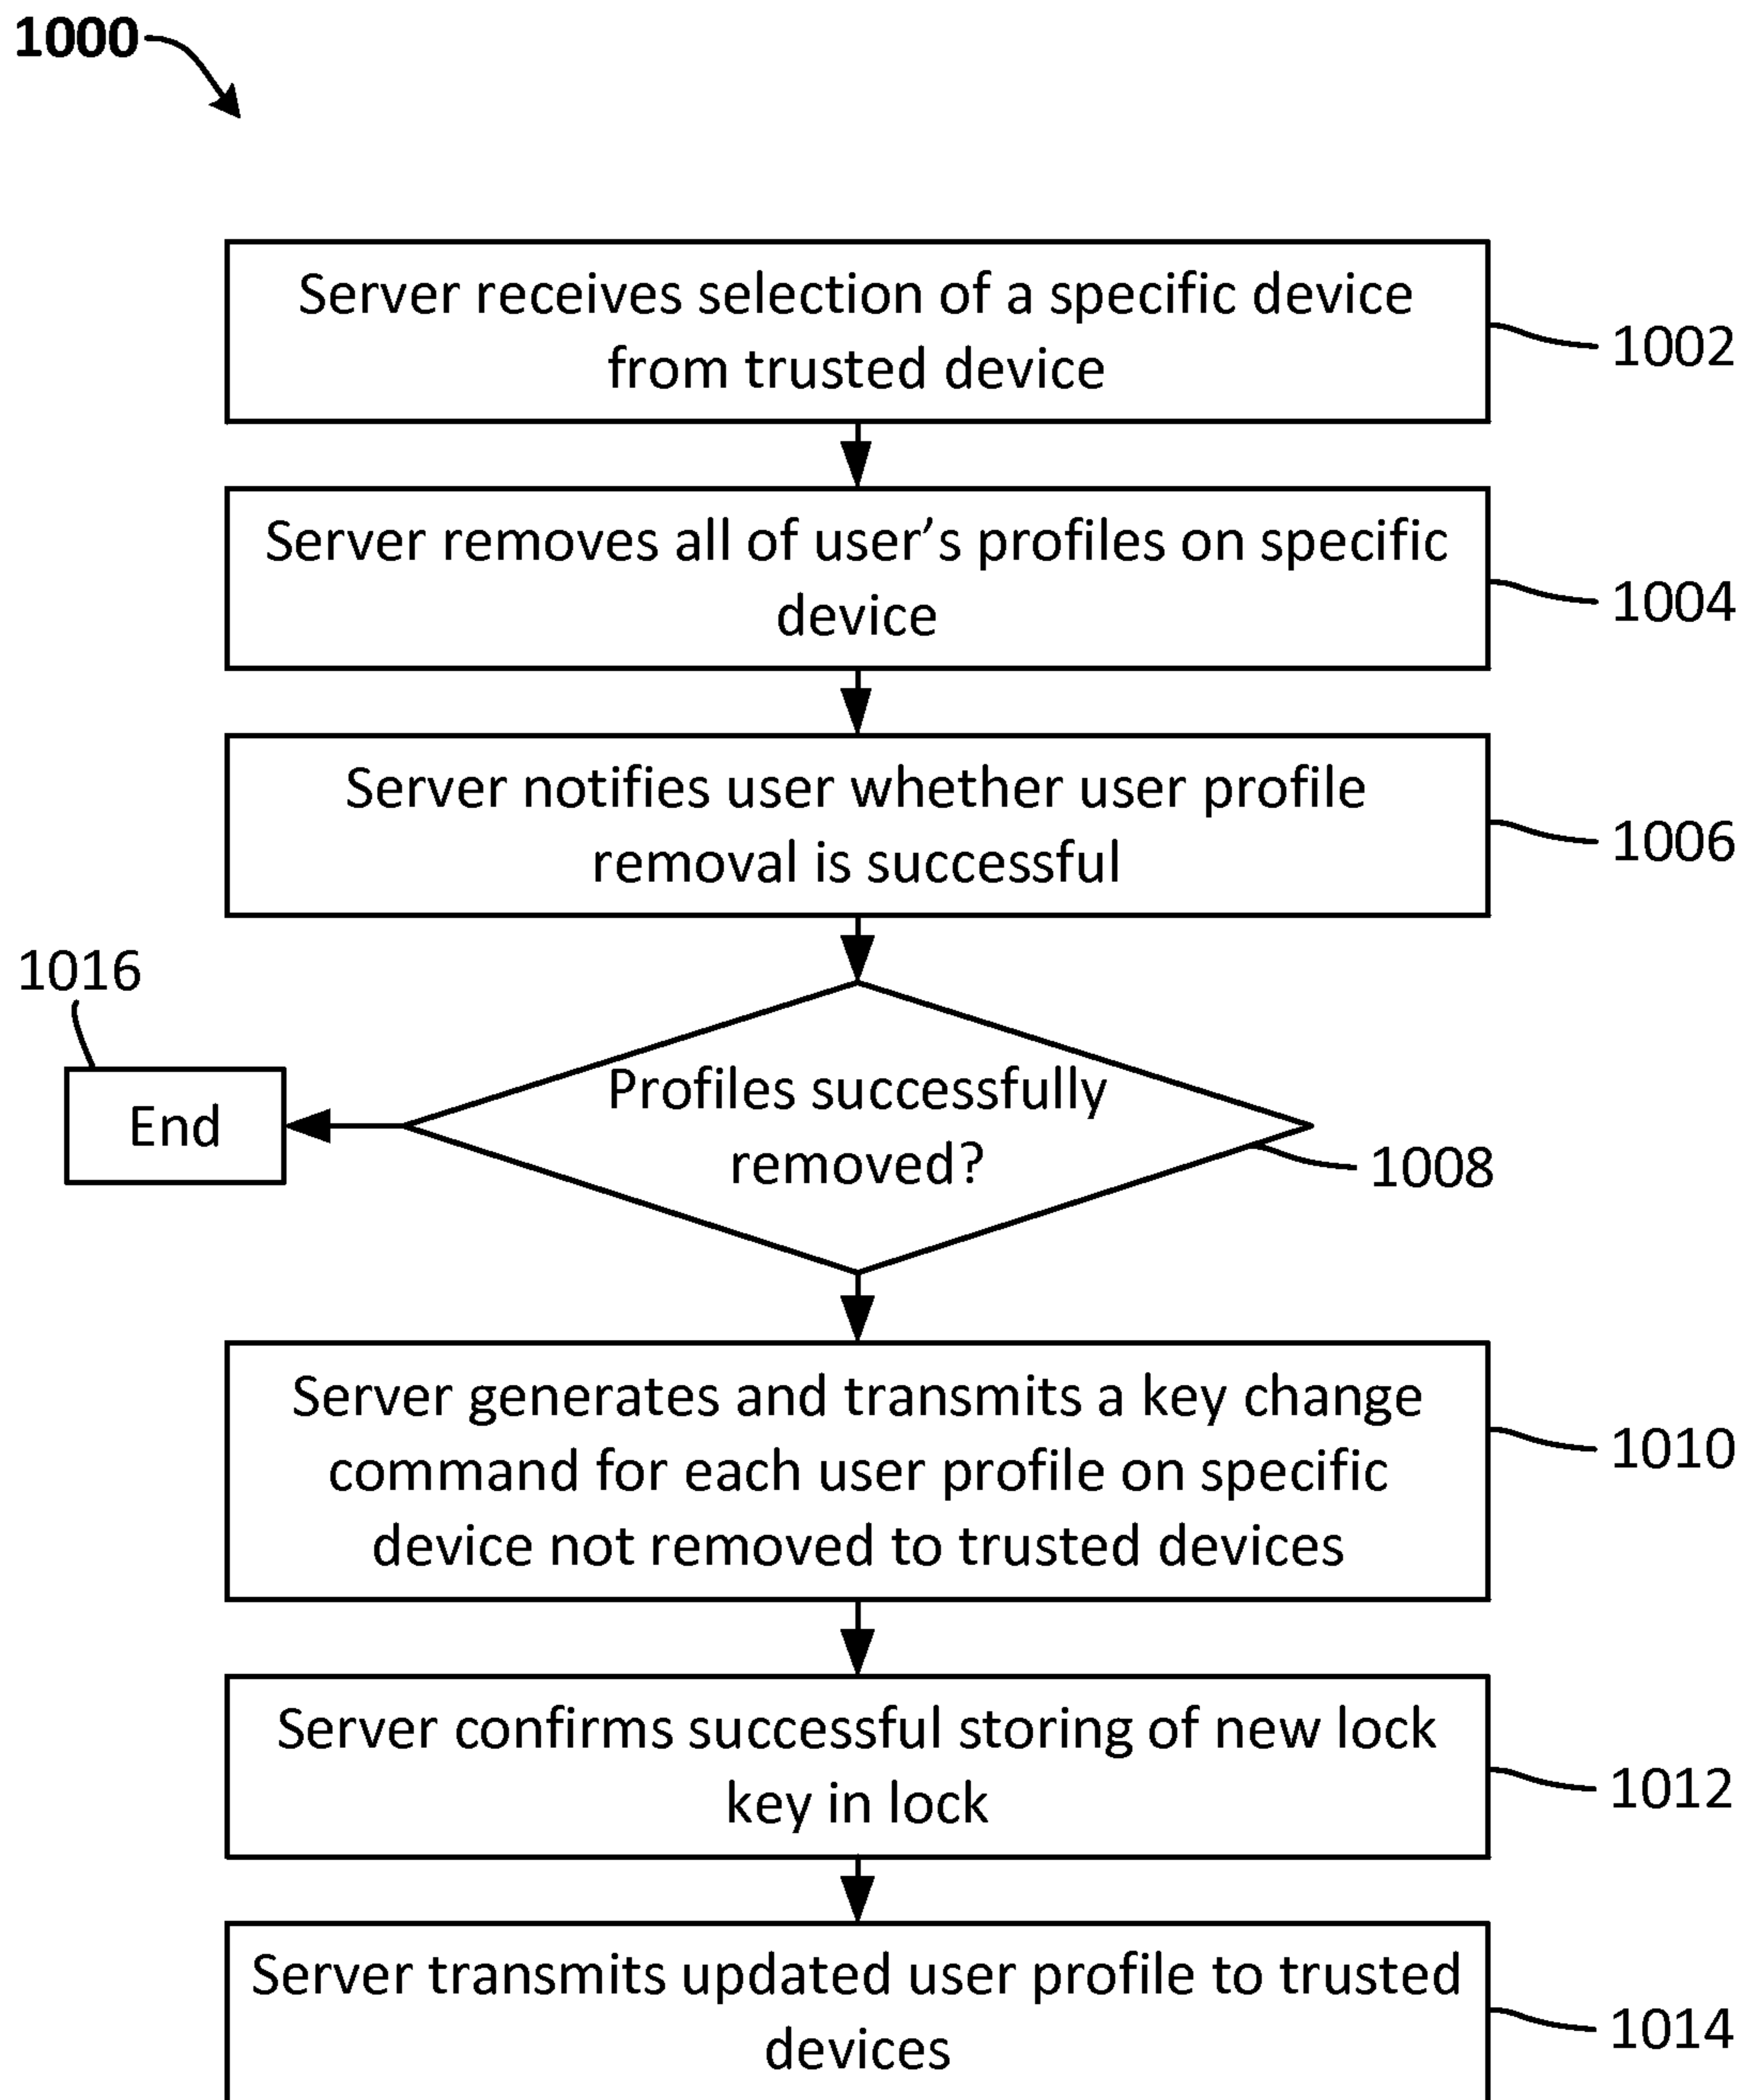 1000
Server receives selection of a specific device
from trusted device
1002
Server removes all of user’s profiles on specific
device
1004
Server notifies user whether user profile
removal is successful
1006
1016
End
Profiles successfully
removed?
1008
Server generates and transmits a key change
command for each user profile on specific
device not removed to trusted devices
1010
Server confirms successful storing of new lock
key in lock
1012
Server transmits updated user profile to trusted
devices
1014